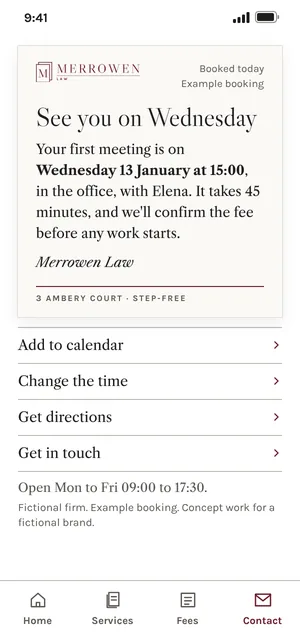 9:41
MERROWEN
LAW
Booked today
Example booking
See you on Wednesday
Your first meeting is on
Wednesday 13 January at 15:00,
in the office, with Elena. It takes 45
minutes, and we'll confirm the fee
before any work starts.
Merrowen Law
3 AMBERY COURT · STEP-FREE
Add to calendar
Change the time
Get directions
Get in touch
Open Mon to Fri 09:00 to 17:30.
Fictional firm. Example booking. Concept work for a
fictional brand.
Home Services Fees Contact